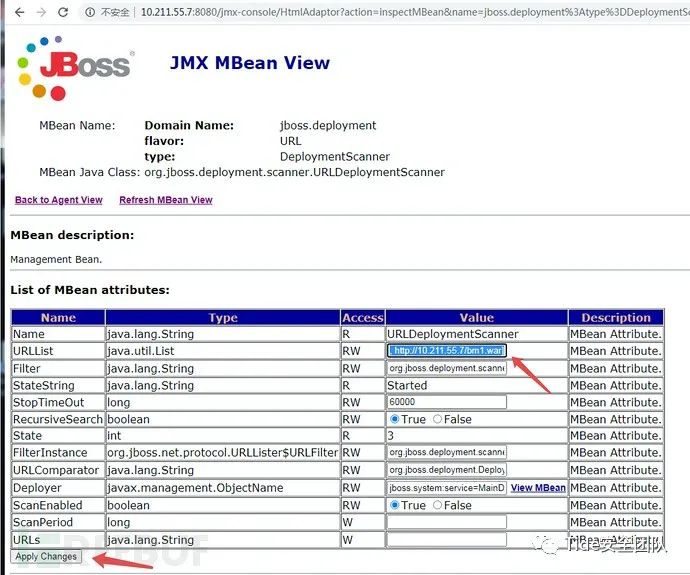 不安全 | 10.211.55.7:8080/jmx-console/HtmlAdaptor?action=inspectMBean&name=jboss.deployment%3Atype%3DDeploymentSc
JBoss
JMX MBean View
MBean Name: Domain Name: jboss.deployment
flavor: URL
type: DeploymentScanner
MBean Java Class: org.jboss.deployment.scanner.URLDeploymentScanner
Back to Agent View Refresh MBean View
MBean description:
Management Bean.
List of MBean attributes:
Name Type Access Value Description
Name java.lang.String R URLDeploymentScanner MBean Attribute.
URLList java.util.List RW http://10.211.55.7/bm1.war] MBean Attribute.
Filter java.lang.String RW org.jboss.deployment.scanne MBean Attribute.
StateString java.lang.String R Started MBean Attribute.
StopTimeOut long RW 60000 MBean Attribute.
RecursiveSearch boolean RW True False MBean Attribute.
State int R 3 MBean Attribute.
FilterInstance org.jboss.net.protocol.URLLister$URLFilter RW org.jboss.deployment.scanne MBean Attribute.
URLComparator java.lang.String RW org.jboss.deployment.Deploy MBean Attribute.
Deployer javax.management.ObjectName RW jboss.system:service=MainD View MBean MBean Attribute.
ScanEnabled boolean RW True False MBean Attribute.
ScanPeriod long W MBean Attribute.
URLs java.lang.String W MBean Attribute.
Apply Changes
REEBUF
Tide安全团队